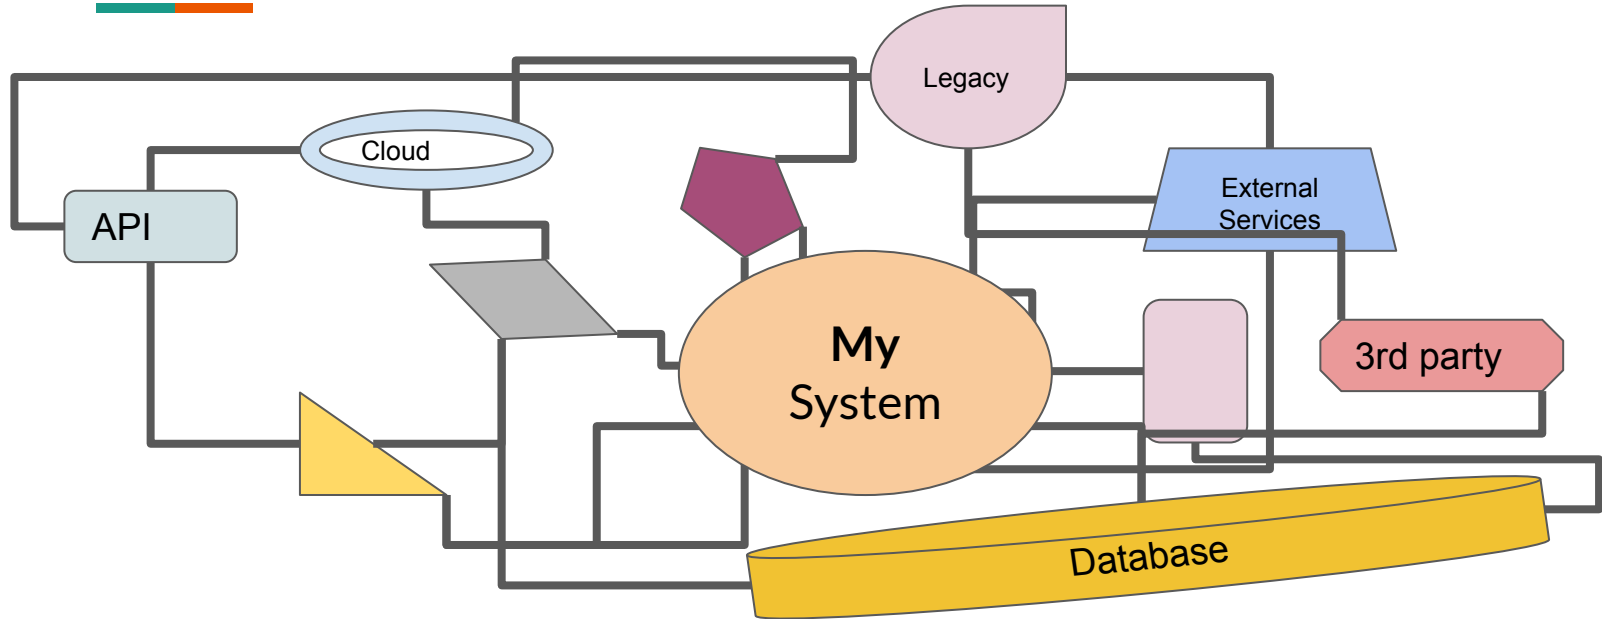 Legacy
Cloud
External
Services
API
My
System
3rd party
Database